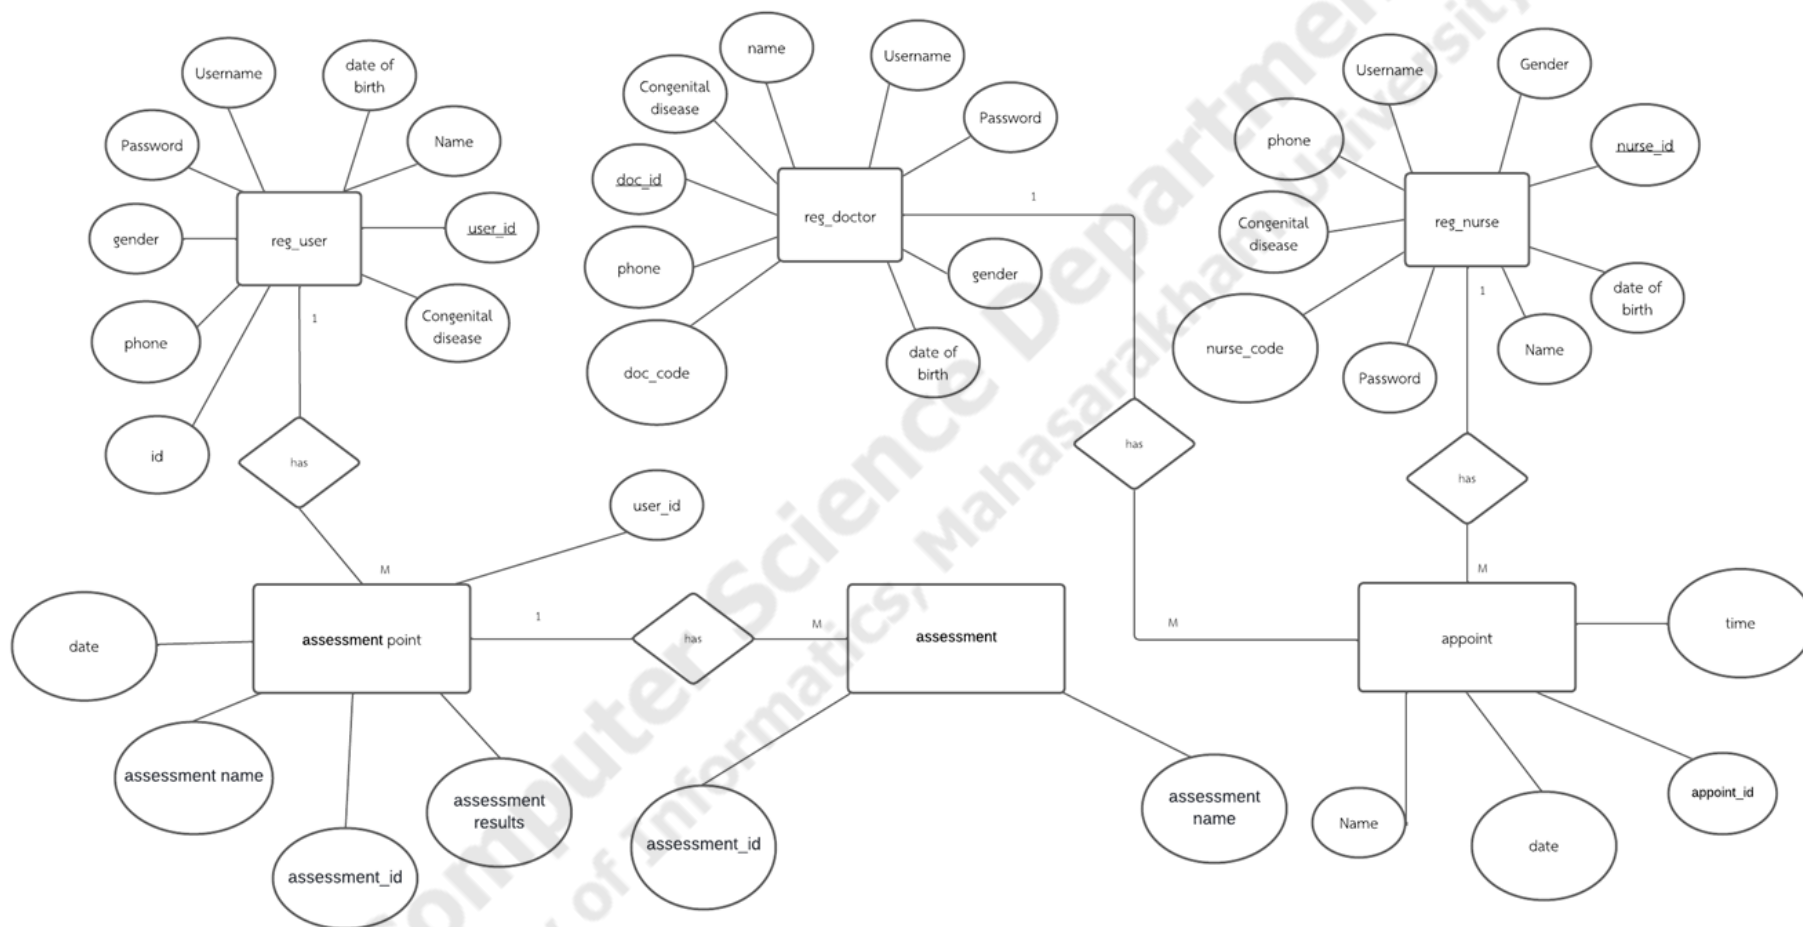 Username
date of
birth
Password
Name
gender
reg_user
user_id
phone
Congenital
disease
id
1
has
M
name
Username
Congenital
disease
Password
doc_id
reg_doctor
1
phone
gender
doc_code
date of
birth
has
M
Username
Gender
phone
nurse_id
Congenital
disease
reg_nurse
nurse_code
1
date of
birth
Password
Name
has
M
user_id
date
assessment point
1
has
M
assessment
appoint
time
assessment name
assessment
results
assessment_id
assessment_id
assessment
name
Name
date
appoint_id
Computer Science Department
of Informatics, Mahasarakham University